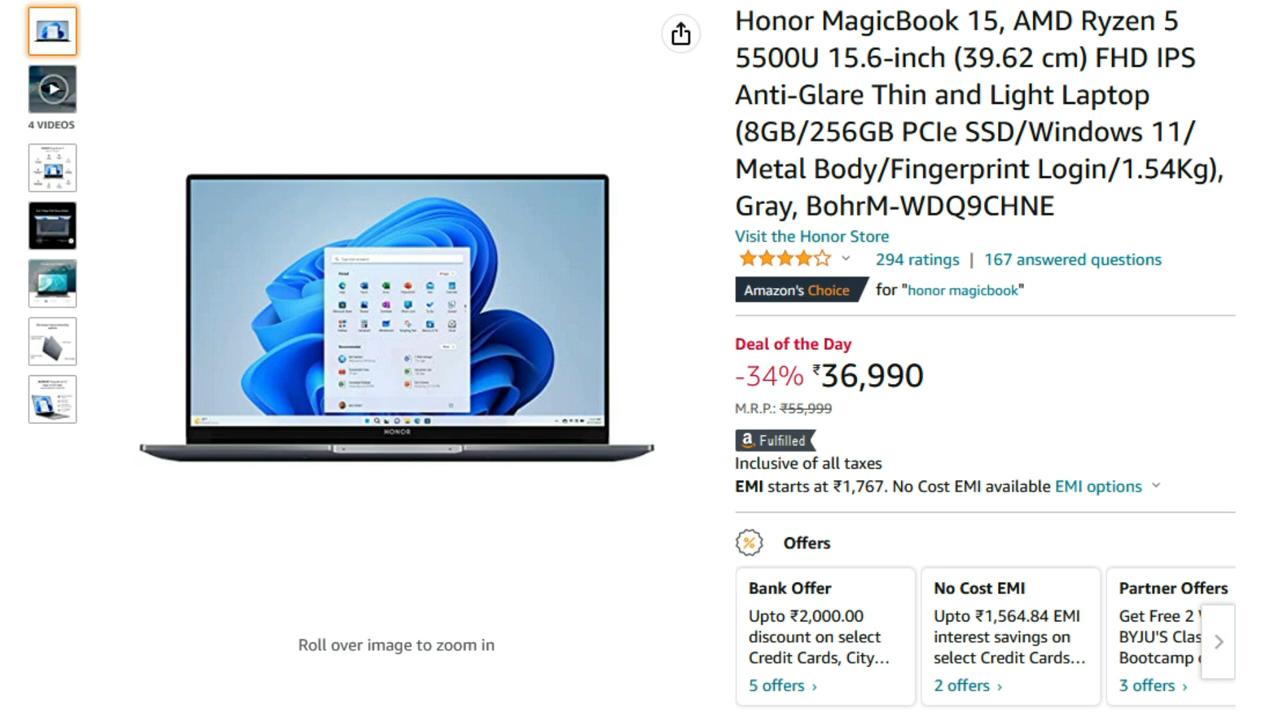 4 VIDEOS
HONOR
Roll over image to zoom in
Honor MagicBook 15, AMD Ryzen 5
5500U 15.6-inch (39.62 cm) FHD IPS
Anti-Glare Thin and Light Laptop
(8GB/256GB PCIe SSD/Windows 11/
Metal Body/Fingerprint Login/1.54Kg),
Gray, BohrM-WDQ9CHNE
Visit the Honor Store
294 ratings | 167 answered questions
Amazon's Choice for "honor magicbook"
Deal of the Day
-34% ₹36,990
M.R.P.: ₹55,999
a Fulfilled
Inclusive of all taxes
EMI starts at ₹1,767. No Cost EMI available EMI options
Offers
Bank Offer
Upto ₹2,000.00
discount on select
Credit Cards, City...
5 offers ›
No Cost EMI
Upto ₹1,564.84 EMI
interest savings on
select Credit Cards...
2 offers ›
Partner Offers
Get Free 2
BYJU'S Clas
Bootcamp
3 offers ›